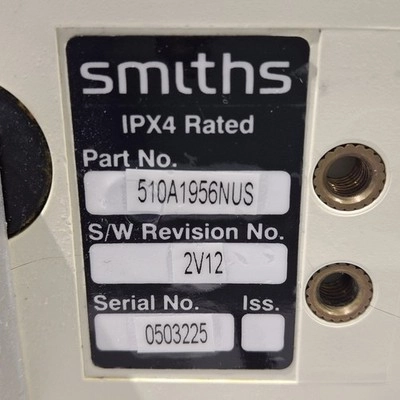 smiths
IPX4 Rated
Part No.
510A1956NUS
S/W Revision No.
2V12
Serial No. Iss.
0503225